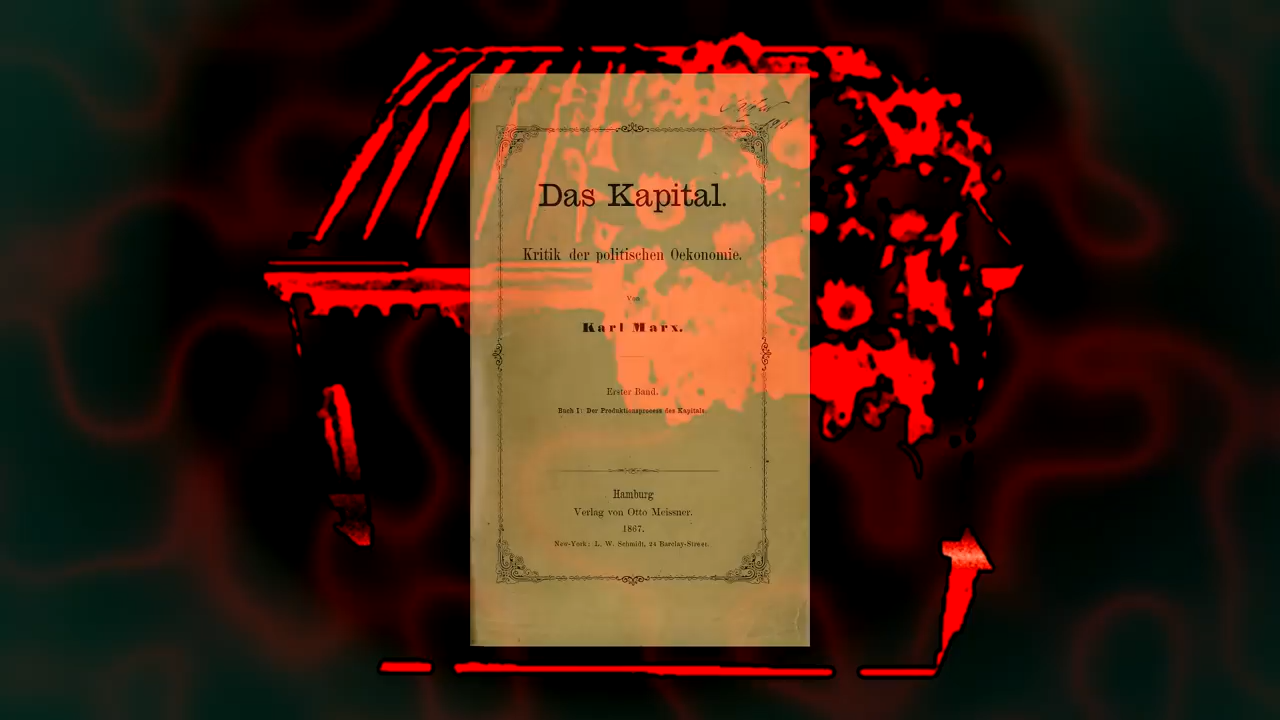 Das Kapital.
Kritik der politischen Oekonomie.
Von
Karl Marx.
Erster Band.
Buch I: Der Produktionsprocess des Kapitals.
Hamburg
Verlag von Otto Meissner.
1867.
New-York: L. W. Schmidt, 24 Barclay-Street.